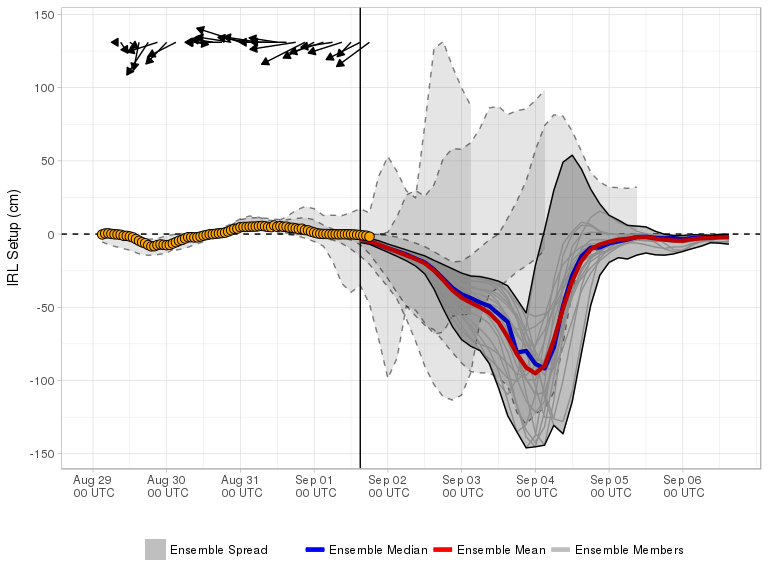 IRL Setup (cm)
150
100
50
0
-50
-100
-150
Aug 29 Aug 30 Aug 31 Sep 01 Sep 02 Sep 03 Sep 04 Sep 05 Sep 06
00 UTC 00 UTC 00 UTC 00 UTC 00 UTC 00 UTC 00 UTC 00 UTC 00 UTC
Ensemble Spread Ensemble Median Ensemble Mean Ensemble Members